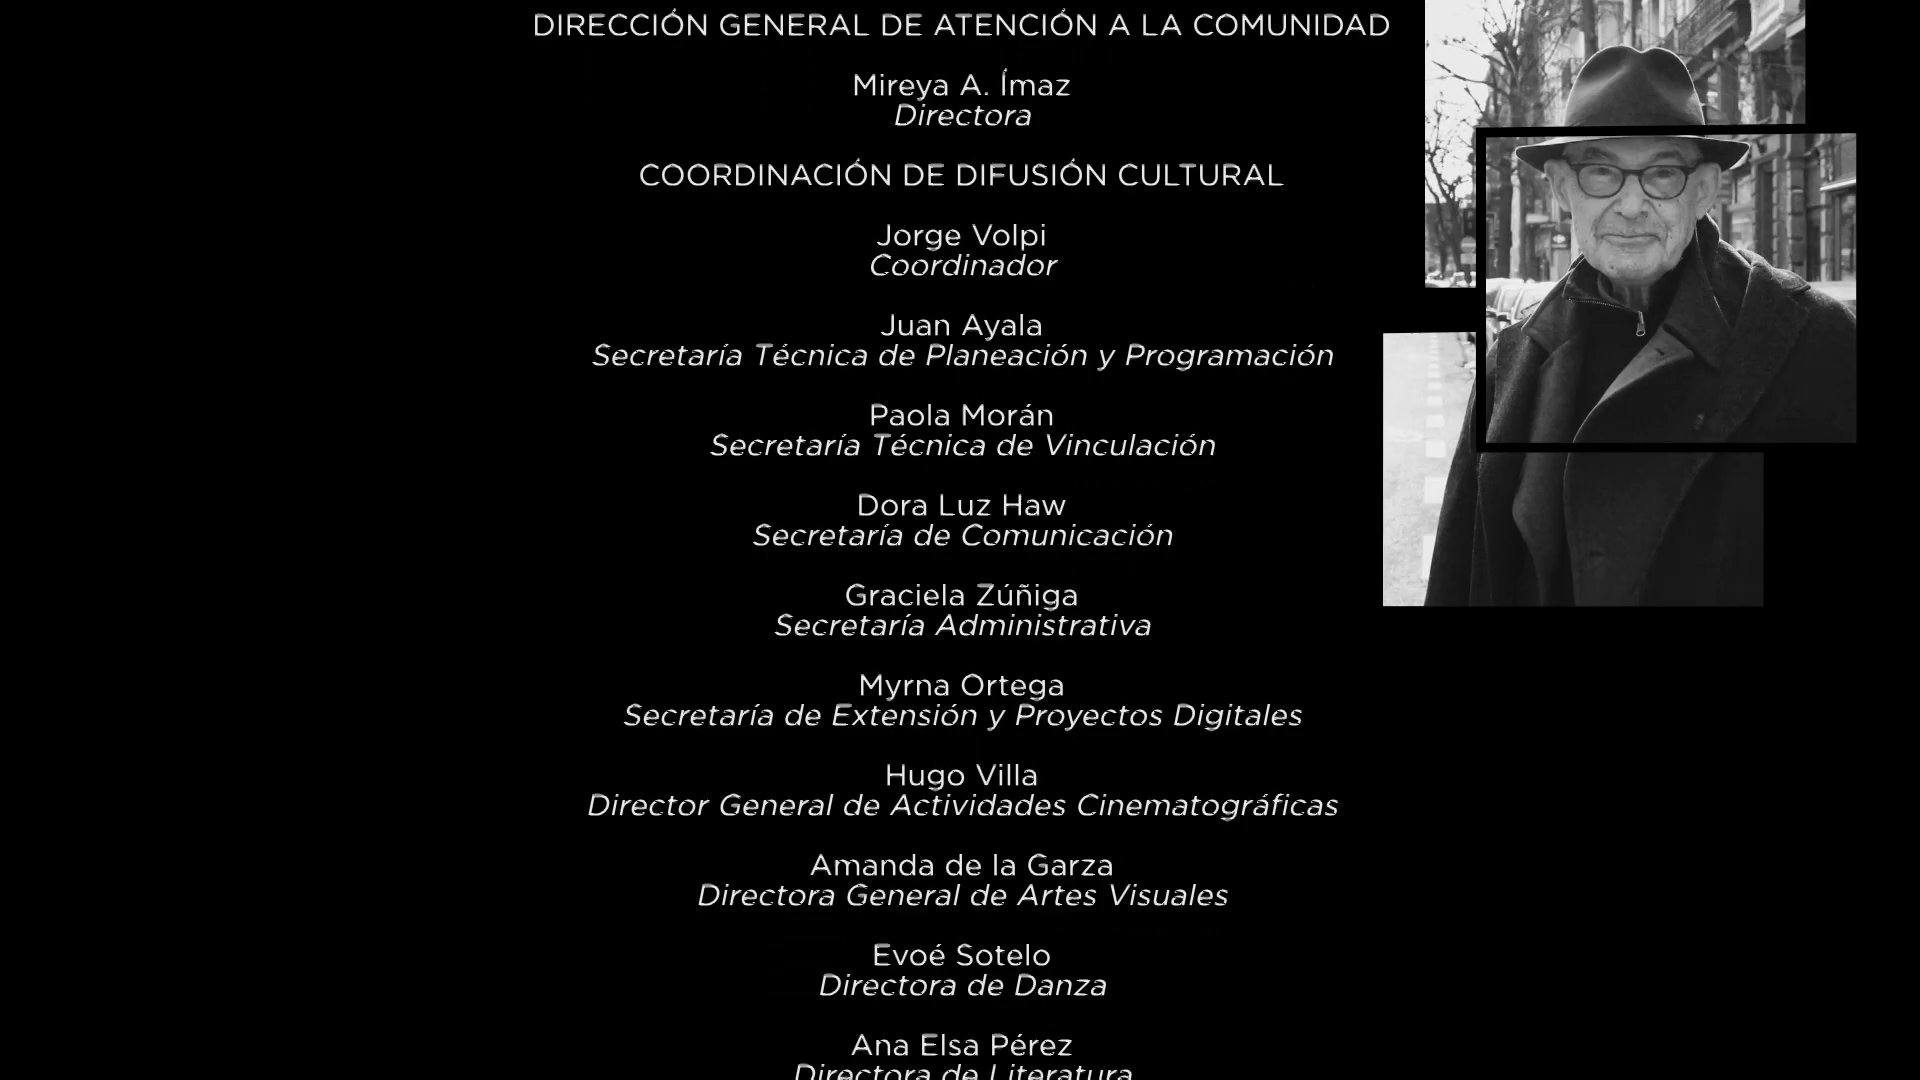 DIRECCIÓN GENERAL DE ATENCIÓN A LA COMUNIDAD
Mireya A. Ímaz
Directora
COORDINACIÓN DE DIFUSIÓN CULTURAL
Jorge Volpi
Coordinador
Juan Ayala
Secretaría Técnica de Planeación y Programación
Paola Morán
Secretaría Técnica de Vinculación
Dora Luz Haw
Secretaría de Comunicación
Graciela Zúñiga
Secretaría Administrativa
Myrna Ortega
Secretaría de Extensión y Proyectos Digitales
Hugo Villa
Director General de Actividades Cinematográficas
Amanda de la Garza
Directora General de Artes Visuales
Evoé Sotelo
Directora de Danza
Ana Elsa Pérez
Directora de Literatura